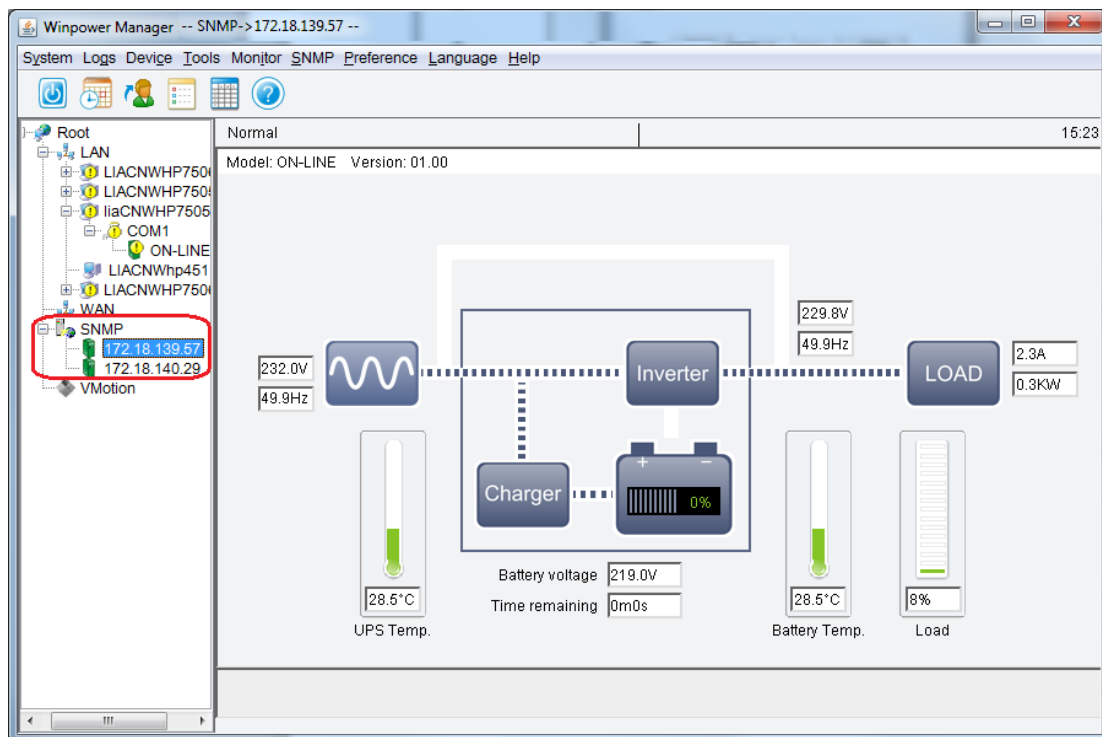 Winpower Manager -- SNMP->172.18.139.57 --
System Logs Device Tools Monitor SNMP Preference Language Help
Root
LAN
LIACNWHP750
LIACNWHP750
liaCNWHP7505
COM1
ON-LINE
LIACNWhp451
LIACNWHP750
WAN
SNMP
172.18.139.57
172.18.140.29
VMotion
Normal
15:23
Model: ON-LINE Version: 01.00
232.0V
49.9Hz
Inverter
229.8V
49.9Hz
LOAD
2.3A
0.3KW
Charger
+ −
0%
Battery voltage 219.0V
Time remaining 0m0s
28.5°C
UPS Temp.
28.5°C
Battery Temp.
8%
Load